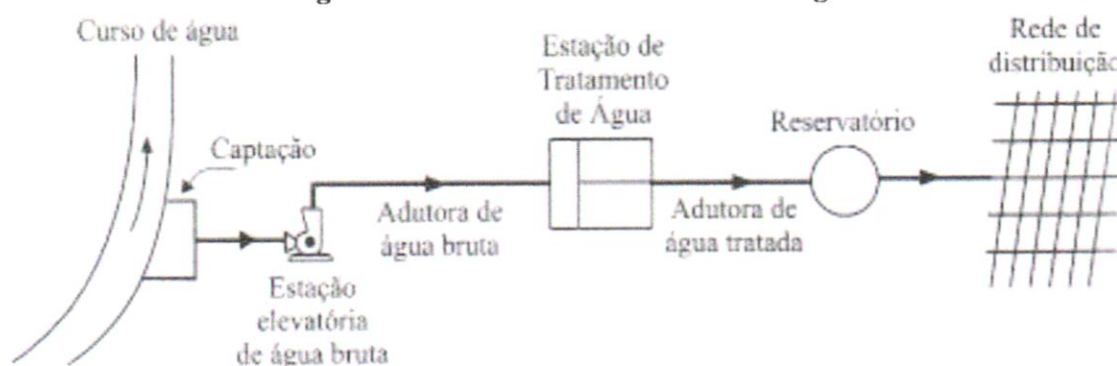 Curso de água
Captação
Estação
elevatória
de água bruta
Adutora de
água bruta
Estação de
Tratamento
de Água
Adutora de
água tratada
Reservatório
Rede de
distribuição